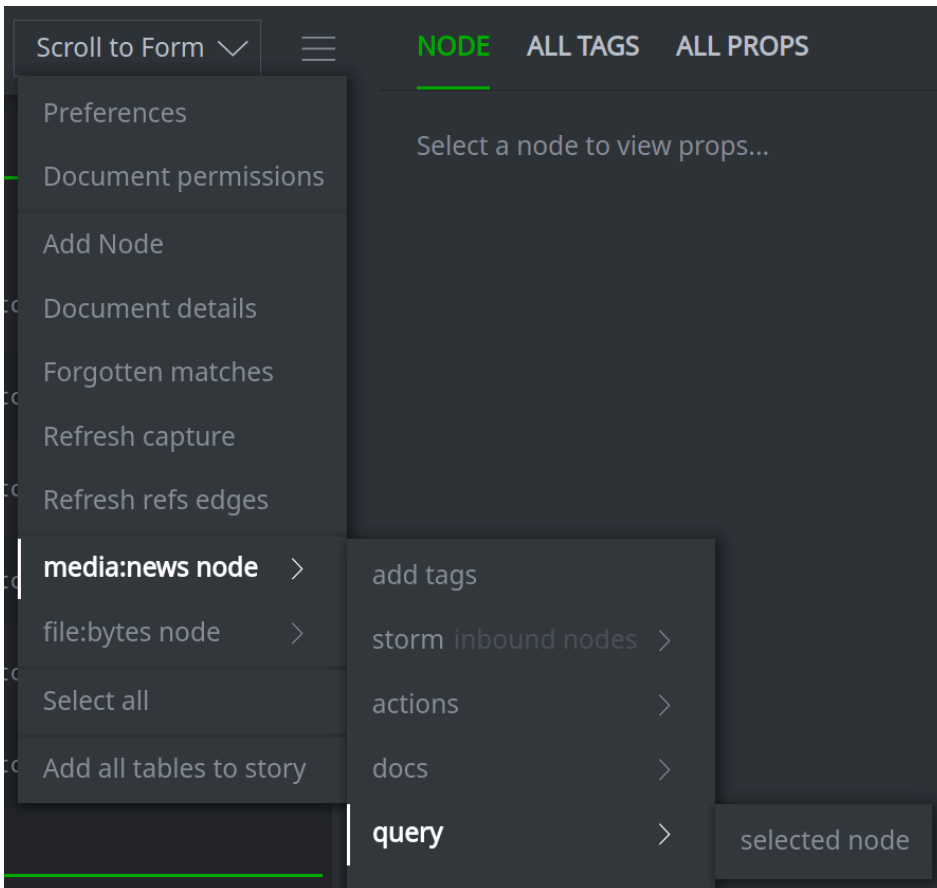 Scroll to Form
NODE ALL TAGS ALL PROPS
Select a node to view props...
Preferences
Document permissions
Add Node
Document details
Forgotten matches
Refresh capture
Refresh refs edges
media:news node
file:bytes node
Select all
Add all tables to story
add tags
storm inbound nodes
actions
docs
query
selected node